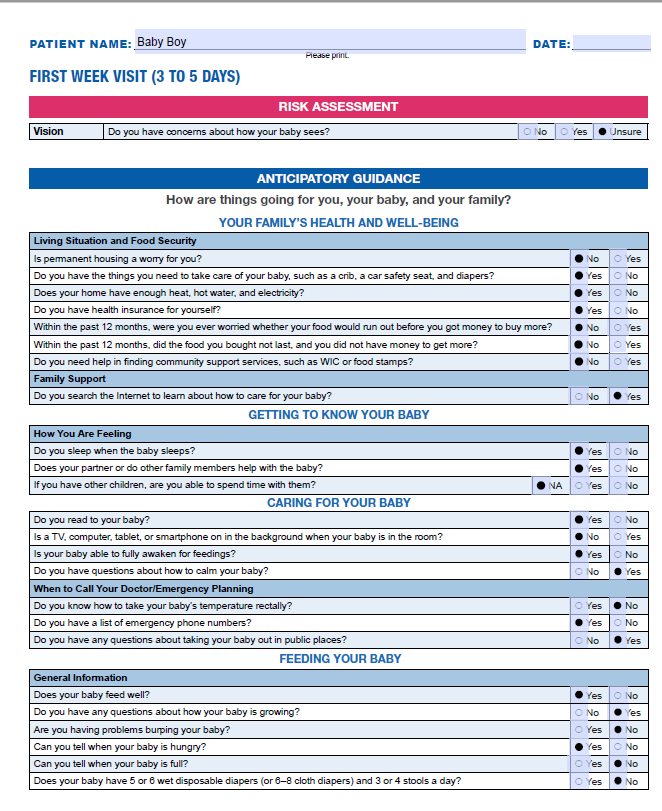 PATIENT NAME: Baby Boy DATE:
Please print.
FIRST WEEK VISIT (3 TO 5 DAYS)
RISK ASSESSMENT
Vision Do you have concerns about how your baby sees? ○ No ○ Yes ● Unsure
ANTICIPATORY GUIDANCE
How are things going for you, your baby, and your family?
YOUR FAMILY'S HEALTH AND WELL-BEING
Living Situation and Food Security
Is permanent housing a worry for you? ● No ○ Yes
Do you have the things you need to take care of your baby, such as a crib, a car safety seat, and diapers? ● Yes ○ No
Does your home have enough heat, hot water, and electricity? ● Yes ○ No
Do you have health insurance for yourself? ● Yes ○ No
Within the past 12 months, were you ever worried whether your food would run out before you got money to buy more? ● No ○ Yes
Within the past 12 months, did the food you bought not last, and you did not have money to get more? ● No ○ Yes
Do you need help in finding community support services, such as WIC or food stamps? ● No ○ Yes
Family Support
Do you search the Internet to learn about how to care for your baby? ○ No ● Yes
GETTING TO KNOW YOUR BABY
How You Are Feeling
Do you sleep when the baby sleeps? ● Yes ○ No
Does your partner or do other family members help with the baby? ● Yes ○ No
If you have other children, are you able to spend time with them? ● NA ○ Yes ○ No
CARING FOR YOUR BABY
Do you read to your baby? ● Yes ○ No
Is a TV, computer, tablet, or smartphone on in the background when your baby is in the room? ● No ○ Yes
Is your baby able to fully awaken for feedings? ● Yes ○ No
Do you have questions about how to calm your baby? ○ No ● Yes
When to Call Your Doctor/Emergency Planning
Do you know how to take your baby's temperature rectally? ○ Yes ● No
Do you have a list of emergency phone numbers? ● Yes ○ No
Do you have any questions about taking your baby out in public places? ○ No ● Yes
FEEDING YOUR BABY
General Information
Does your baby feed well? ● Yes ○ No
Do you have any questions about how your baby is growing? ○ No ● Yes
Are you having problems burping your baby? ○ Yes ● No
Can you tell when your baby is hungry? ● Yes ○ No
Can you tell when your baby is full? ○ Yes ● No
Does your baby have 5 or 6 wet disposable diapers (or 6–8 cloth diapers) and 3 or 4 stools a day? ○ Yes ● No